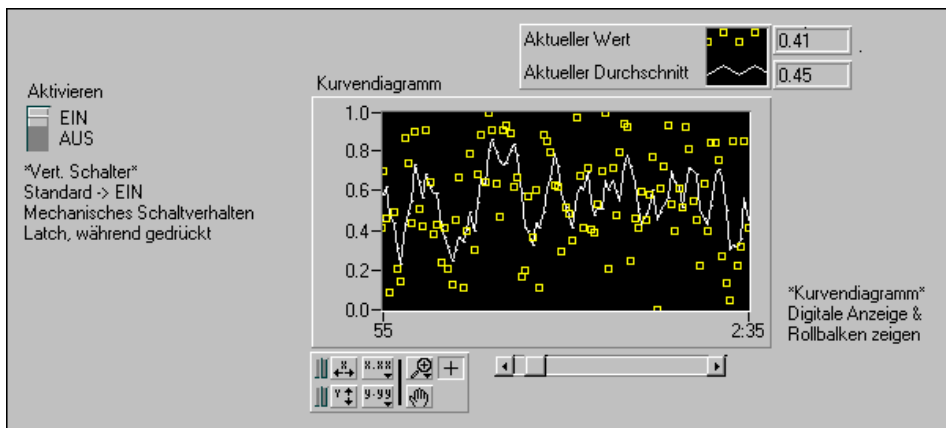 Aktueller Wert
0.41
Aktueller Durchschnitt
0.45
Kurvendiagramm
Aktivieren
EIN
AUS
*Vert. Schalter*
Standard -> EIN
Mechanisches Schaltverhalten
Latch, während gedrückt
1.0
0.8
0.6
0.4
0.2
0.0
55
2:35
*Kurvendiagramm*
Digitale Anzeige &
Rollbalken zeigen
X
x.xx
Y
y.yy